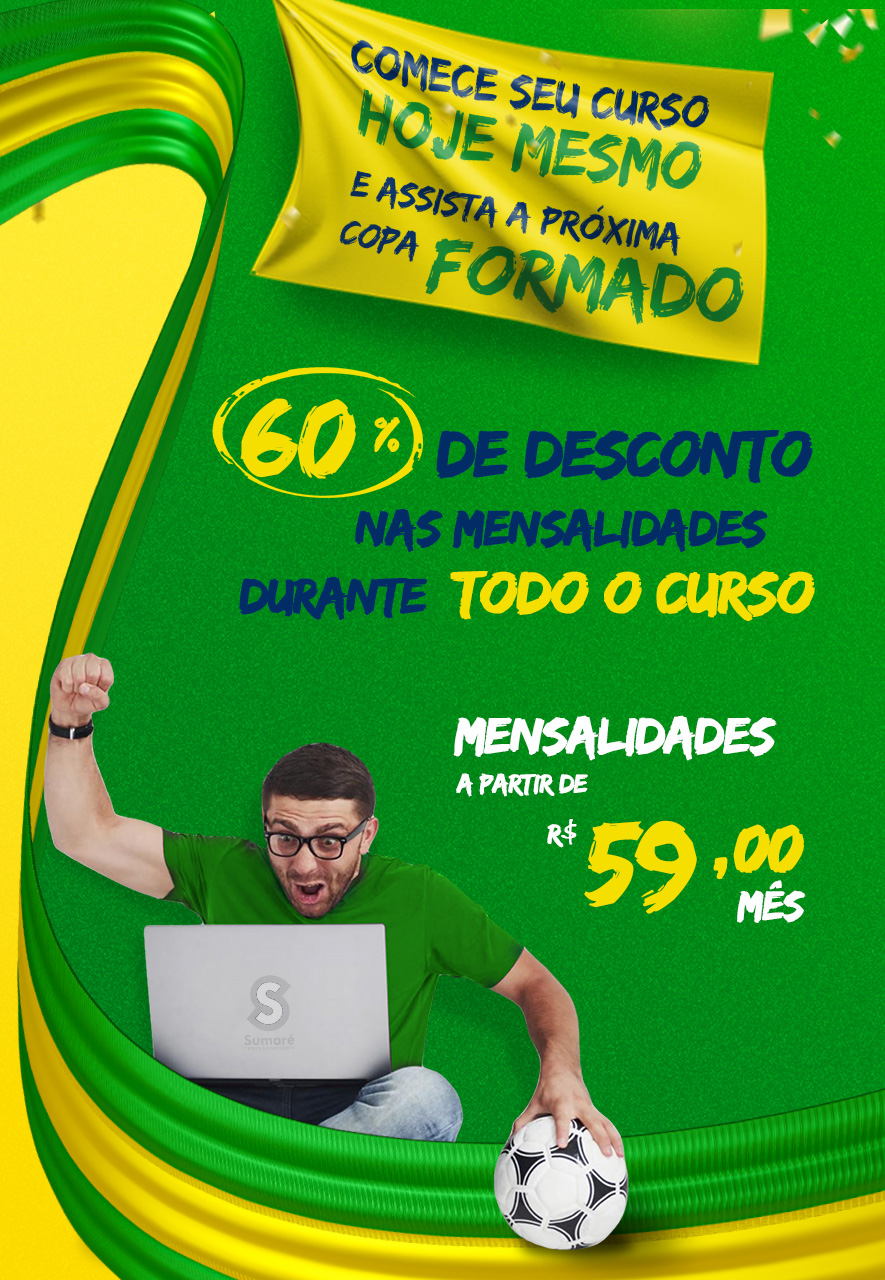 COMECE SEU CURSO
HOJE MESMO
E ASSISTA A PRÓXIMA
COPA FORMADO
60% DE DESCONTO
NAS MENSALIDADES
DURANTE TODO O CURSO
MENSALIDADES
A PARTIR DE
R$ 59,00
MÊS
S
Sumaré